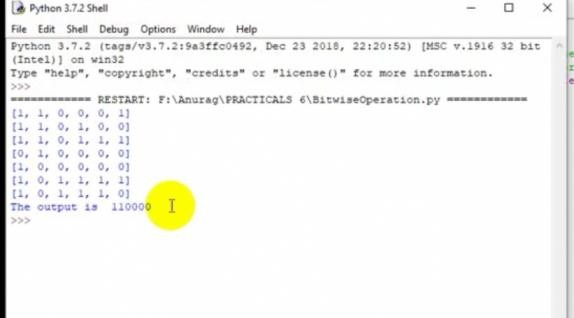 Python 3.7.2 Shell
File Edit Shell Debug Options Window Help
Python 3.7.2 (tags/v3.7.2:9a3ffc0492, Dec 23 2018, 22:20:52) [MSC v.1916 32 bit
(Intel)] on win32
Type "help", "copyright", "credits" or "license()" for more information.
>>>
============ RESTART: F:\Anurag\PRACTICALS 6\BitwiseOperation.py ============
[1, 1, 0, 0, 0, 1]
[1, 1, 0, 1, 0, 0]
[1, 1, 0, 1, 1, 1]
[0, 1, 0, 0, 0, 0]
[1, 0, 0, 0, 0, 0]
[1, 0, 1, 1, 1, 1]
[1, 0, 1, 1, 1, 0]
The output is 110000
>>>